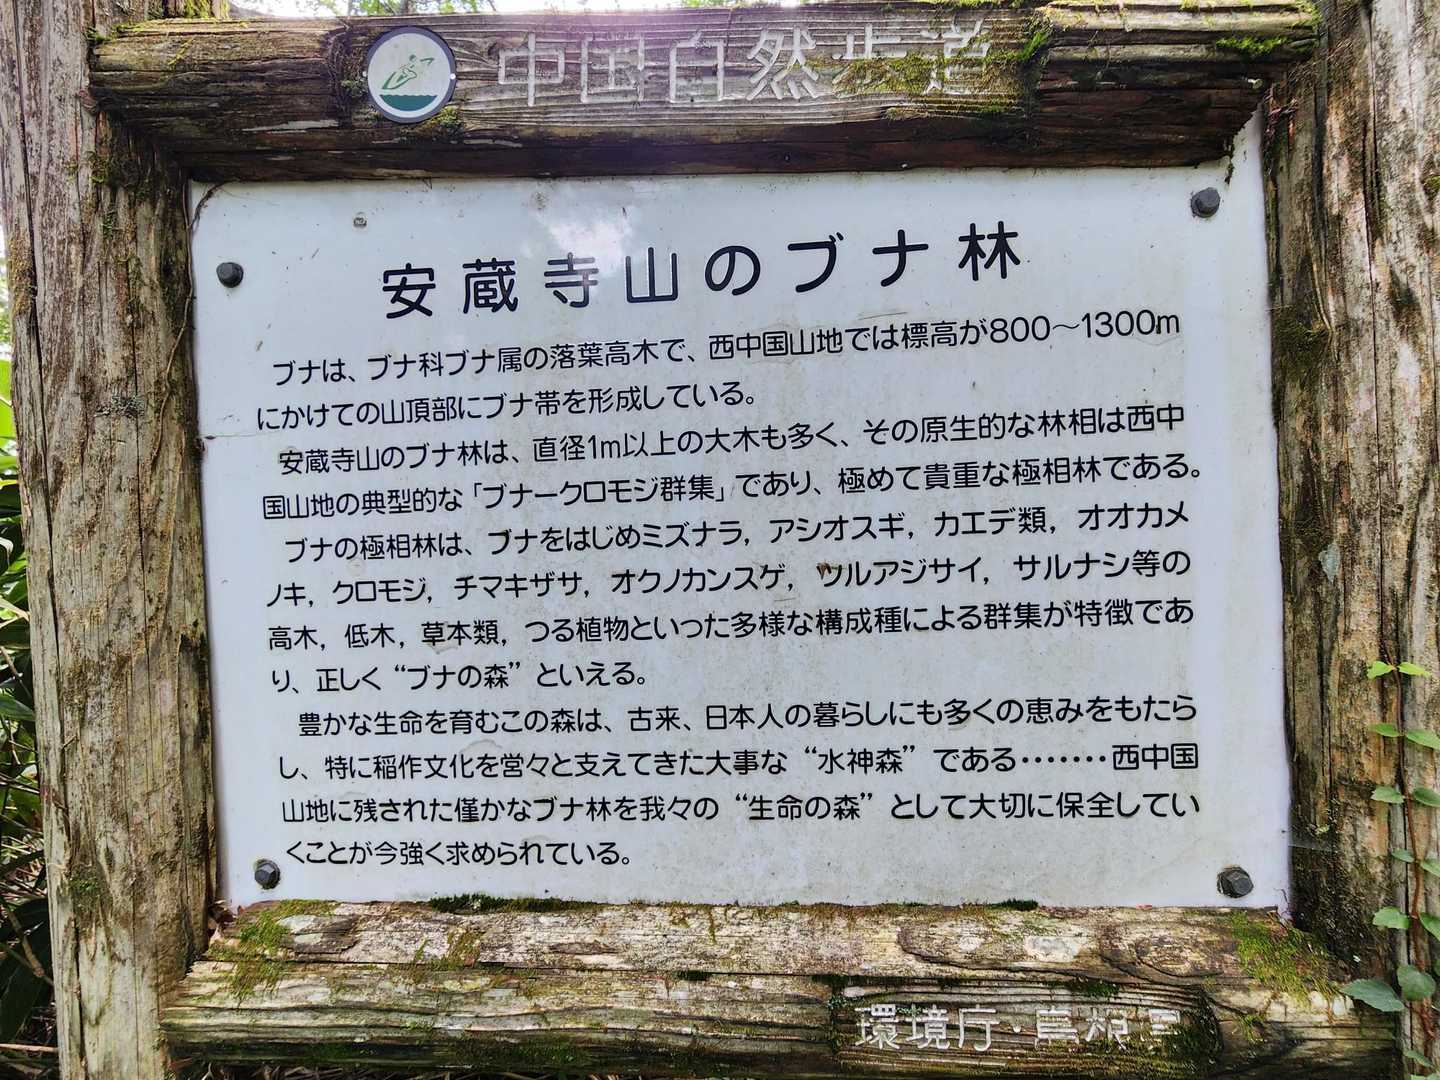 中国自然歩道
安蔵寺山のブナ林
ブナは、ブナ科ブナ属の落葉高木で、西中国山地では標高が800〜1300m
にかけての山頂部にブナ帯を形成している。
安蔵寺山のブナ林は、直径1m以上の大木も多く、その原生的な林相は西中
国山地の典型的な「ブナークロモジ群集」であり、極めて貴重な極相林である。
ブナの極相林は、ブナをはじめミズナラ，アシオスギ，カエデ類，オオカメ
ノキ，クロモジ，チマキザサ，オクノカンスゲ，ツルアジサイ，サルナシ等の
高木，低木，草本類，つる植物といった多様な構成種による群集が特徴であ
り、正しく“ブナの森”といえる。
豊かな生命を育むこの森は、古来、日本人の暮らしにも多くの恵みをもたら
し、特に稲作文化を営々と支えてきた大事な“水神森”である‥‥‥‥西中国
山地に残された僅かなブナ林を我々の“生命の森”として大切に保全してい
くことが今強く求められている。
環境庁・島根県